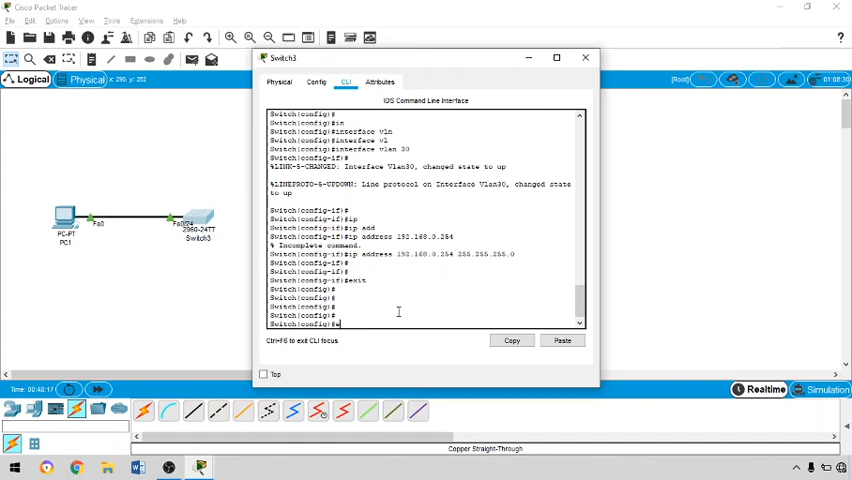 Cisco Packet Tracer
File Edit Options View Tools Extensions Help
Logical
Physical
x: 290, y: 252
[Root]
01:08:30
PC-PT
PC1
Fa0
Fa0/24
2960-24TT
Switch3
Switch3
Physical Config CLI Attributes
IOS Command Line Interface
Switch(config)#
Switch(config)#in
Switch(config)#interface vln
Switch(config)#interface vl
Switch(config)#interface vlan 30
Switch(config-if)#
%LINK-5-CHANGED: Interface Vlan30, changed state to up
%LINEPROTO-5-UPDOWN: Line protocol on Interface Vlan30, changed state
to up
Switch(config-if)#
Switch(config-if)#ip
Switch(config-if)#ip add
Switch(config-if)#ip address 192.168.0.254
% Incomplete command.
Switch(config-if)#ip address 192.168.0.254 255.255.255.0
Switch(config-if)#
Switch(config-if)#
Switch(config-if)#exit
Switch(config)#
Switch(config)#
Switch(config)#
Switch(config)#
Switch(config)#e
Ctrl+F6 to exit CLI focus
Copy
Paste
Top
Time: 00:48:17
Realtime
Simulation
Copper Straight-Through